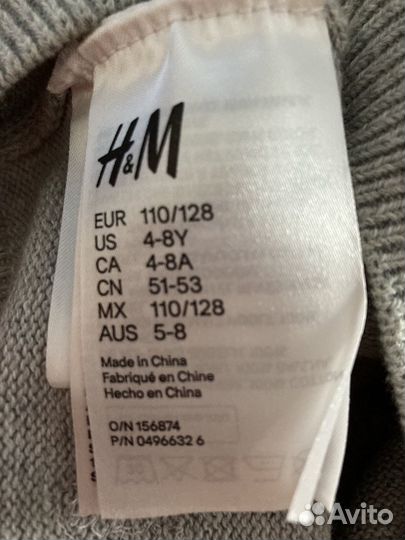 H&M
EUR 110/128
US 4-8Y
CA 4-8A
CN 51-53
MX 110/128
AUS 5-8
Made in China
Fabriqué en Chine
Hecho en China
O/N 156874
P/N 0496632 6
Avito